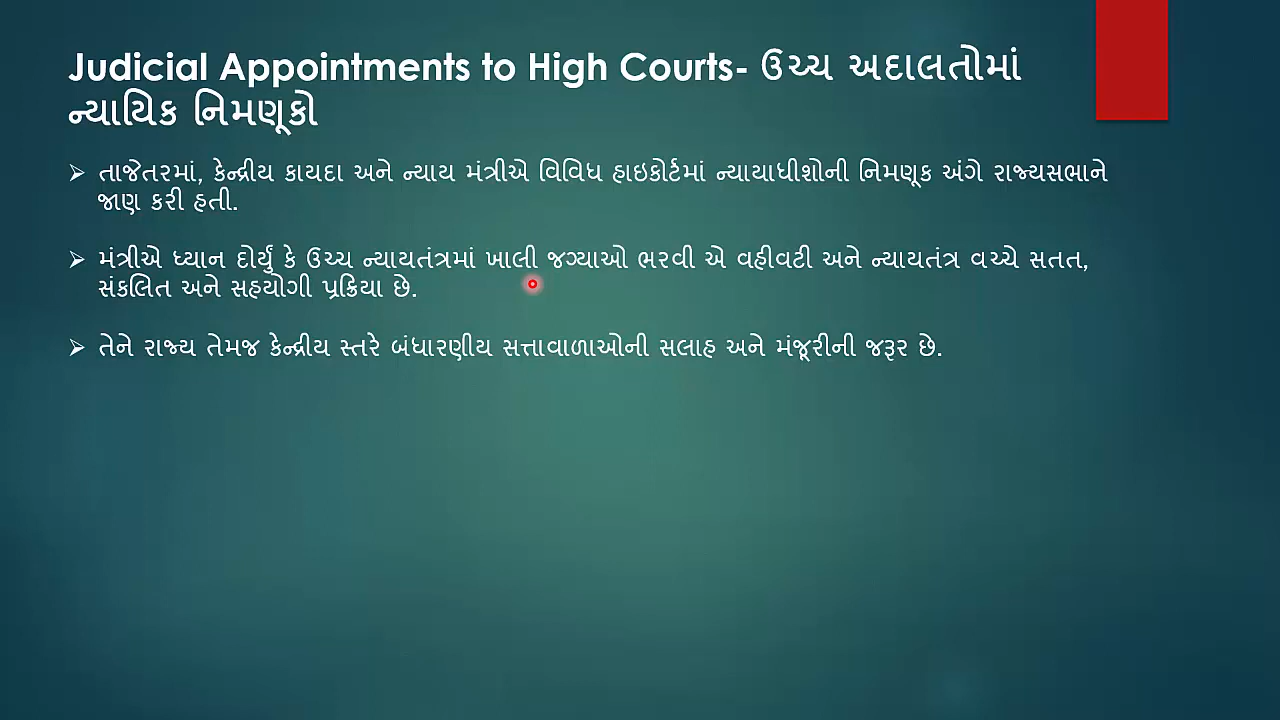 Judicial Appointments to High Courts- ઉચ્ચ અદાલતોમાં
ન્યાયિક નિમણૂકો
તાજેતરમાં, કેન્દ્રીય કાયદા અને ન્યાય મંત્રીએ વિવિધ હાઇકોર્ટમાં ન્યાયાધીશોની નિમણૂક અંગે રાજ્યસભાને
જાણ કરી હતી.
મંત્રીએ ધ્યાન દોર્યું કે ઉચ્ચ ન્યાયતંત્રમાં ખાલી જગ્યાઓ ભરવી એ વહીવટી અને ન્યાયતંત્ર વચ્ચે સતત,
સંકલિત અને સહયોગી પ્રક્રિયા છે.
તેને રાજ્ય તેમજ કેન્દ્રીય સ્તરે બંધારણીય સત્તાવાળાઓની સલાહ અને મંજૂરીની જરૂર છે.